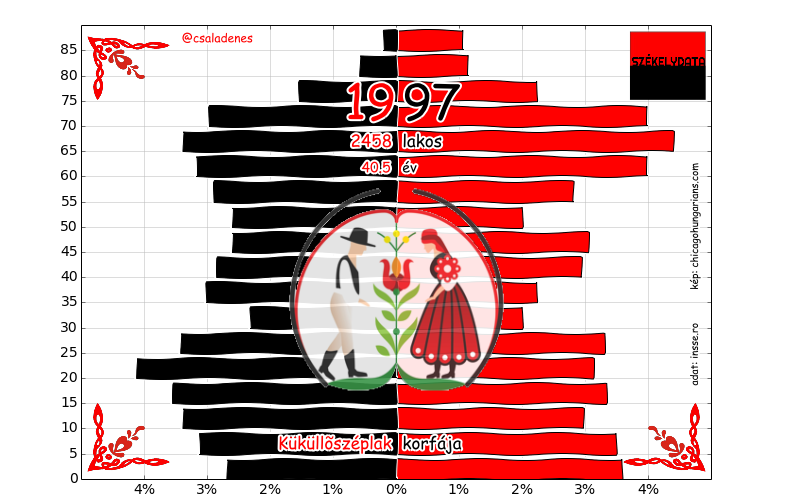 @csaladenes
SZÉKELYDATA
1997
2458 lakos
40.5 év
85
80
75
70
65
60
55
50
45
40
35
30
25
20
15
10
5
0
kép: chicagohungarians.com
adat: insse.ro
Küküllõszéplak korfája
4% 3% 2% 1% 0% 1% 2% 3% 4%